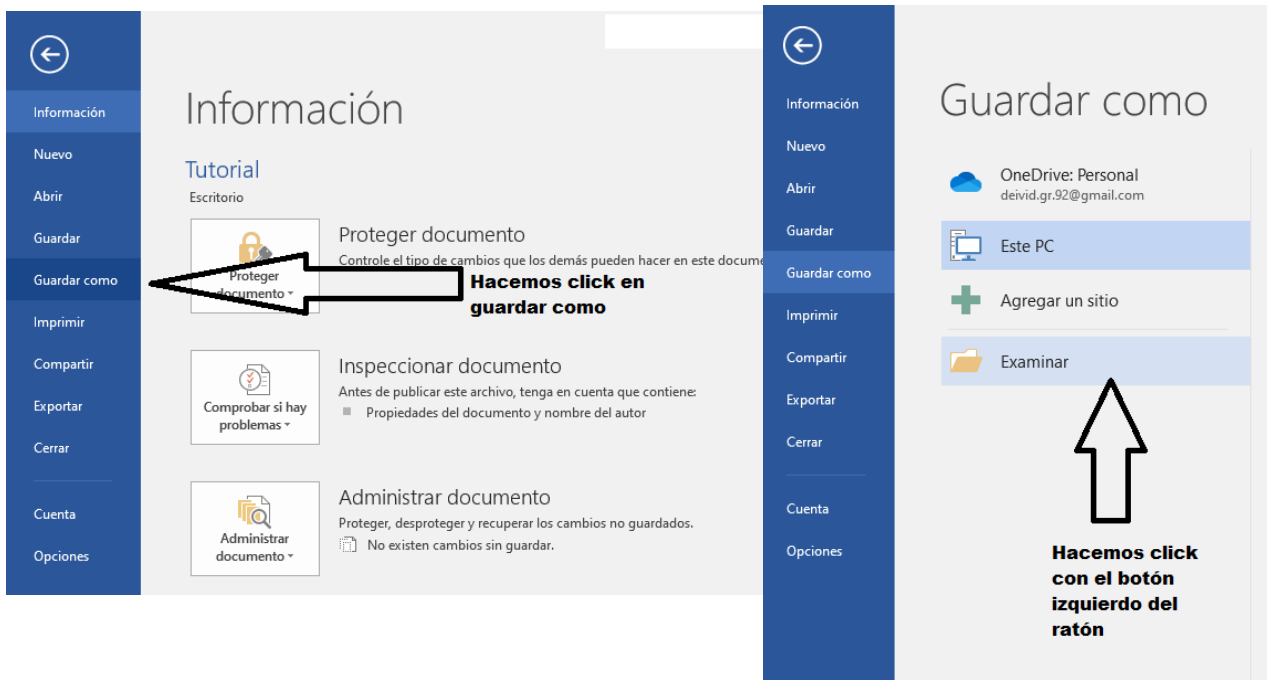 Información
Nuevo
Abrir
Guardar
Guardar como
Imprimir
Compartir
Exportar
Cerrar
Cuenta
Opciones
Información
Tutorial
Escritorio
Proteger
documento
Proteger documento
Controle el tipo de cambios que los demás pueden hacer en este docume
Hacemos click en
guardar como
Comprobar si hay
problemas
Inspeccionar documento
Antes de publicar este archivo, tenga en cuenta que contiene:
Propiedades del documento y nombre del autor
Administrar
documento
Administrar documento
Proteger, desproteger y recuperar los cambios no guardados.
No existen cambios sin guardar.
Información
Nuevo
Abrir
Guardar
Guardar como
Imprimir
Compartir
Exportar
Cerrar
Cuenta
Opciones
Guardar como
OneDrive: Personal
deivid.gr.92@gmail.com
Este PC
Agregar un sitio
Examinar
Hacemos click
con el botón
izquierdo del
ratón